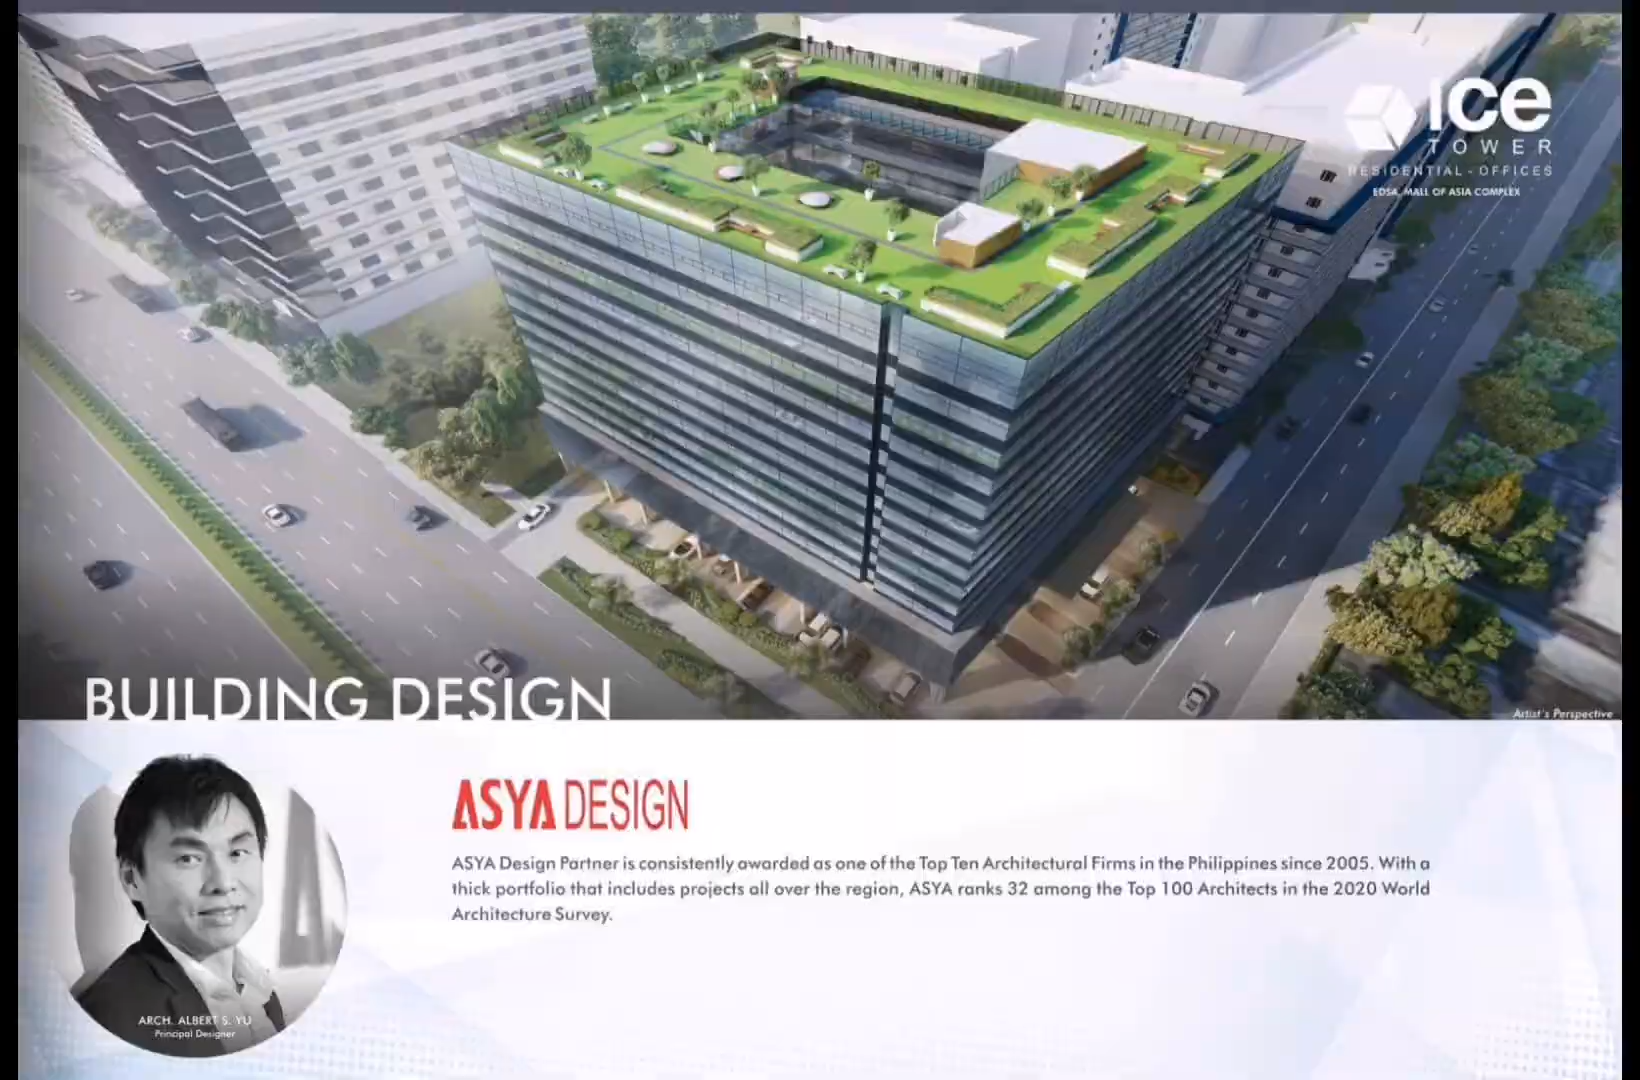 ice
TOWER
RESIDENTIAL - OFFICES
EDSA, MALL OF ASIA COMPLEX
BUILDING DESIGN
Artist's Perspective
ASYA DESIGN
ASYA Design Partner is consistently awarded as one of the Top Ten Architectural Firms in the Philippines since 2005. With a
thick portfolio that includes projects all over the region, ASYA ranks 32 among the Top 100 Architects in the 2020 World
Architecture Survey.
ARCH. ALBERT S. YU
Principal Designer